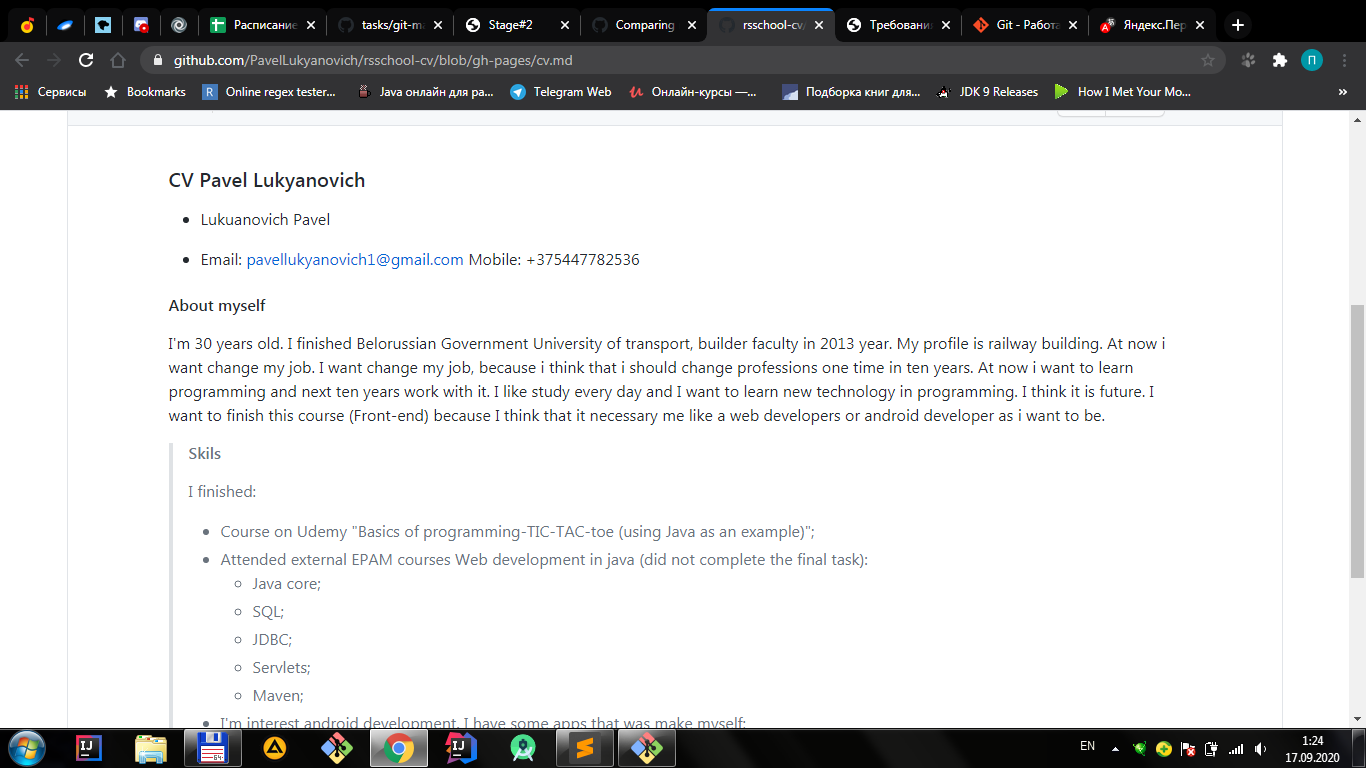 Расписание
tasks/git-ma
Stage#2
Comparing
rsschool-cv/
Требования
Git - Работа
Яндекс.Пер
github.com/PavelLukyanovich/rsschool-cv/blob/gh-pages/cv.md
П
Сервисы
Bookmarks
Online regex tester...
Java онлайн для ра...
Telegram Web
Онлайн-курсы —...
Подборка книг для...
JDK 9 Releases
How I Met Your Mo...
»
CV Pavel Lukyanovich
Lukuanovich Pavel
Email: pavellukyanovich1@gmail.com Mobile: +375447782536
About myself
I'm 30 years old. I finished Belorussian Government University of transport, builder faculty in 2013 year. My profile is railway building. At now i
want change my job. I want change my job, because i think that i should change professions one time in ten years. At now i want to learn
programming and next ten years work with it. I like study every day and I want to learn new technology in programming. I think it is future. I
want to finish this course (Front-end) because I think that it necessary me like a web developers or android developer as i want to be.
Skils
I finished:
Course on Udemy "Basics of programming-TIC-TAC-toe (using Java as an example)";
Attended external EPAM courses Web development in java (did not complete the final task):
Java core;
SQL;
JDBC;
Servlets;
Maven;
I'm interest android development. I have some apps that was make myself:
EN
1:24
17.09.2020